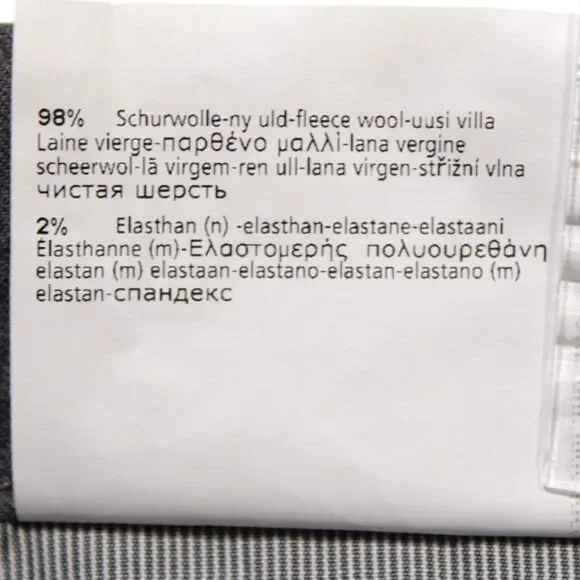 98% Schurwolle-ny uld-fleece wool-uusi villa
Laine vierge-παρθένο μαλλί-lana vergine
scheerwol-lã virgem-ren ull-lana virgen-střižní vlna
чистая шерсть
2% Elasthan (n) -elasthan-elastane-elastaani
Élasthanne (m)-Ελαστομερής πολυουρεθάνη
elastan (m) elastaan-elastano-elastan-elastano (m)
elastan-спандекс